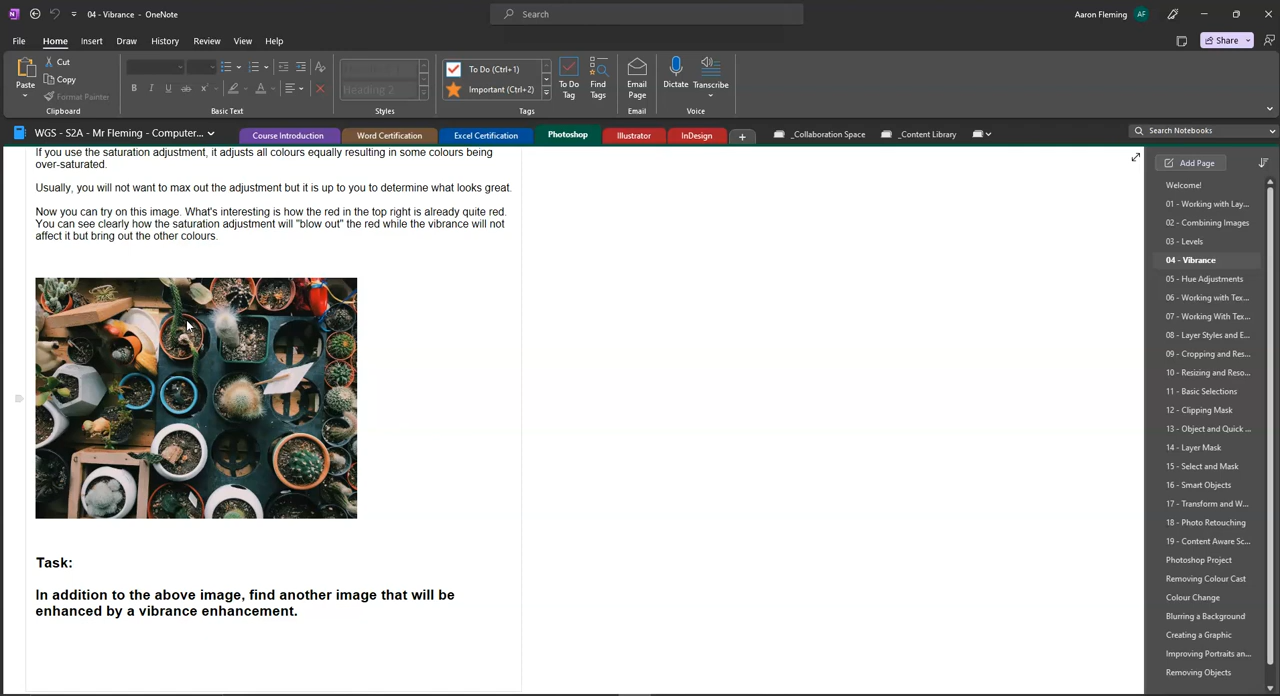 04 - Vibrance - OneNote
Search
Aaron Fleming
AF
File Home Insert Draw History Review View Help
Share
Paste
Cut
Copy
Format Painter
Clipboard
B I U ab
A
Basic Text
Heading 2
Styles
To Do (Ctrl+1)
Important (Ctrl+2)
Tags
To Do Tag
Find Tags
Email Page
Email
Dictate
Transcribe
Voice
WGS - S2A - Mr Fleming - Computer...
Course Introduction
Word Certification
Excel Certification
Photoshop
Illustrator
InDesign
+
_Collaboration Space
_Content Library
Search Notebooks
If you use the saturation adjustment, it adjusts all colours equally resulting in some colours being
over-saturated.
Usually, you will not want to max out the adjustment but it is up to you to determine what looks great.
Now you can try on this image. What's interesting is how the red in the top right is already quite red.
You can see clearly how the saturation adjustment will "blow out" the red while the vibrance will not
affect it but bring out the other colours.
Task:
In addition to the above image, find another image that will be
enhanced by a vibrance enhancement.
Add Page
Welcome!
01 - Working with Lay...
02 - Combining Images
03 - Levels
04 - Vibrance
05 - Hue Adjustments
06 - Working with Tex...
07 - Working With Tex...
08 - Layer Styles and E...
09 - Cropping and Res...
10 - Resizing and Reso...
11 - Basic Selections
12 - Clipping Mask
13 - Object and Quick ...
14 - Layer Mask
15 - Select and Mask
16 - Smart Objects
17 - Transform and W...
18 - Photo Retouching
19 - Content Aware Sc...
Photoshop Project
Removing Colour Cast
Colour Change
Blurring a Background
Creating a Graphic
Improving Portraits an...
Removing Objects